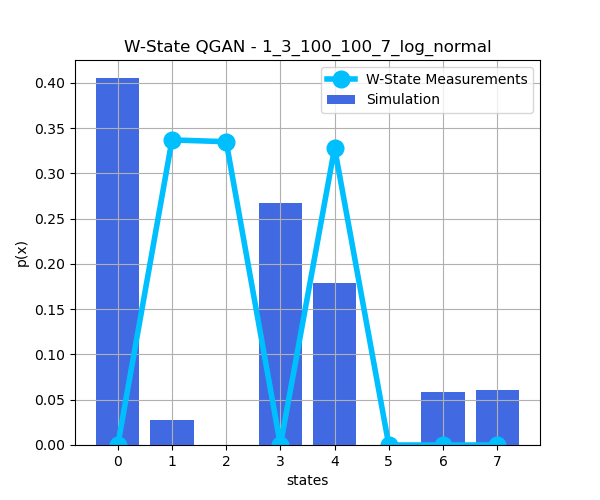 W-State QGAN - 1_3_100_100_7_log_normal
W-State Measurements
Simulation
0.40
0.35
0.30
0.25
0.20
0.15
0.10
0.05
0.00
p(x)
0 1 2 3 4 5 6 7
states